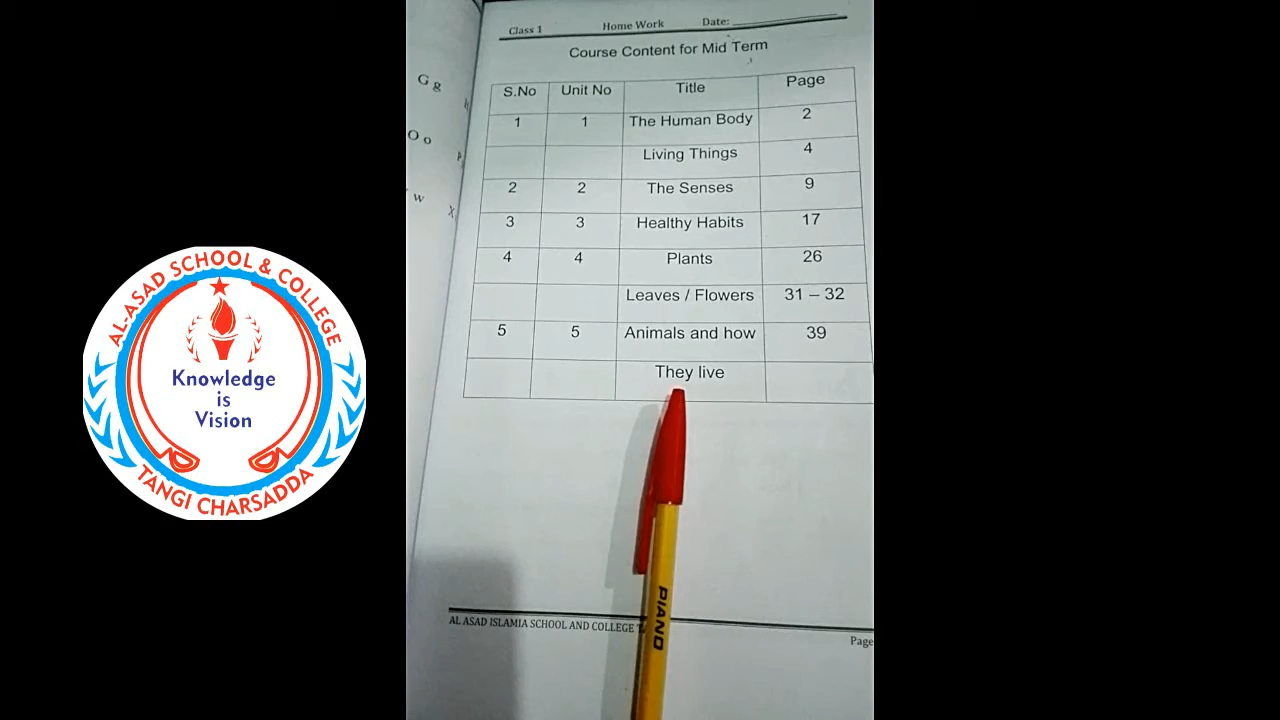 AL-ASAD SCHOOL & COLLEGE
Knowledge
is
Vision
TANGI CHARSADDA
G g
O o
w
X
Class 1 Home Work Date:
Course Content for Mid Term
S.No Unit No Title Page
1 1 The Human Body 2
Living Things 4
2 2 The Senses 9
3 3 Healthy Habits 17
4 4 Plants 26
Leaves / Flowers 31 – 32
5 5 Animals and how 39
They live
PIANO
AL ASAD ISLAMIA SCHOOL AND COLLEGE
Page